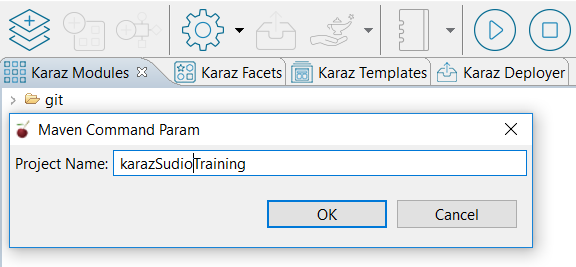 Karaz Modules Karaz Facets Karaz Templates Karaz Deployer
git
Maven Command Param
Project Name: karazSudioTraining
OK Cancel